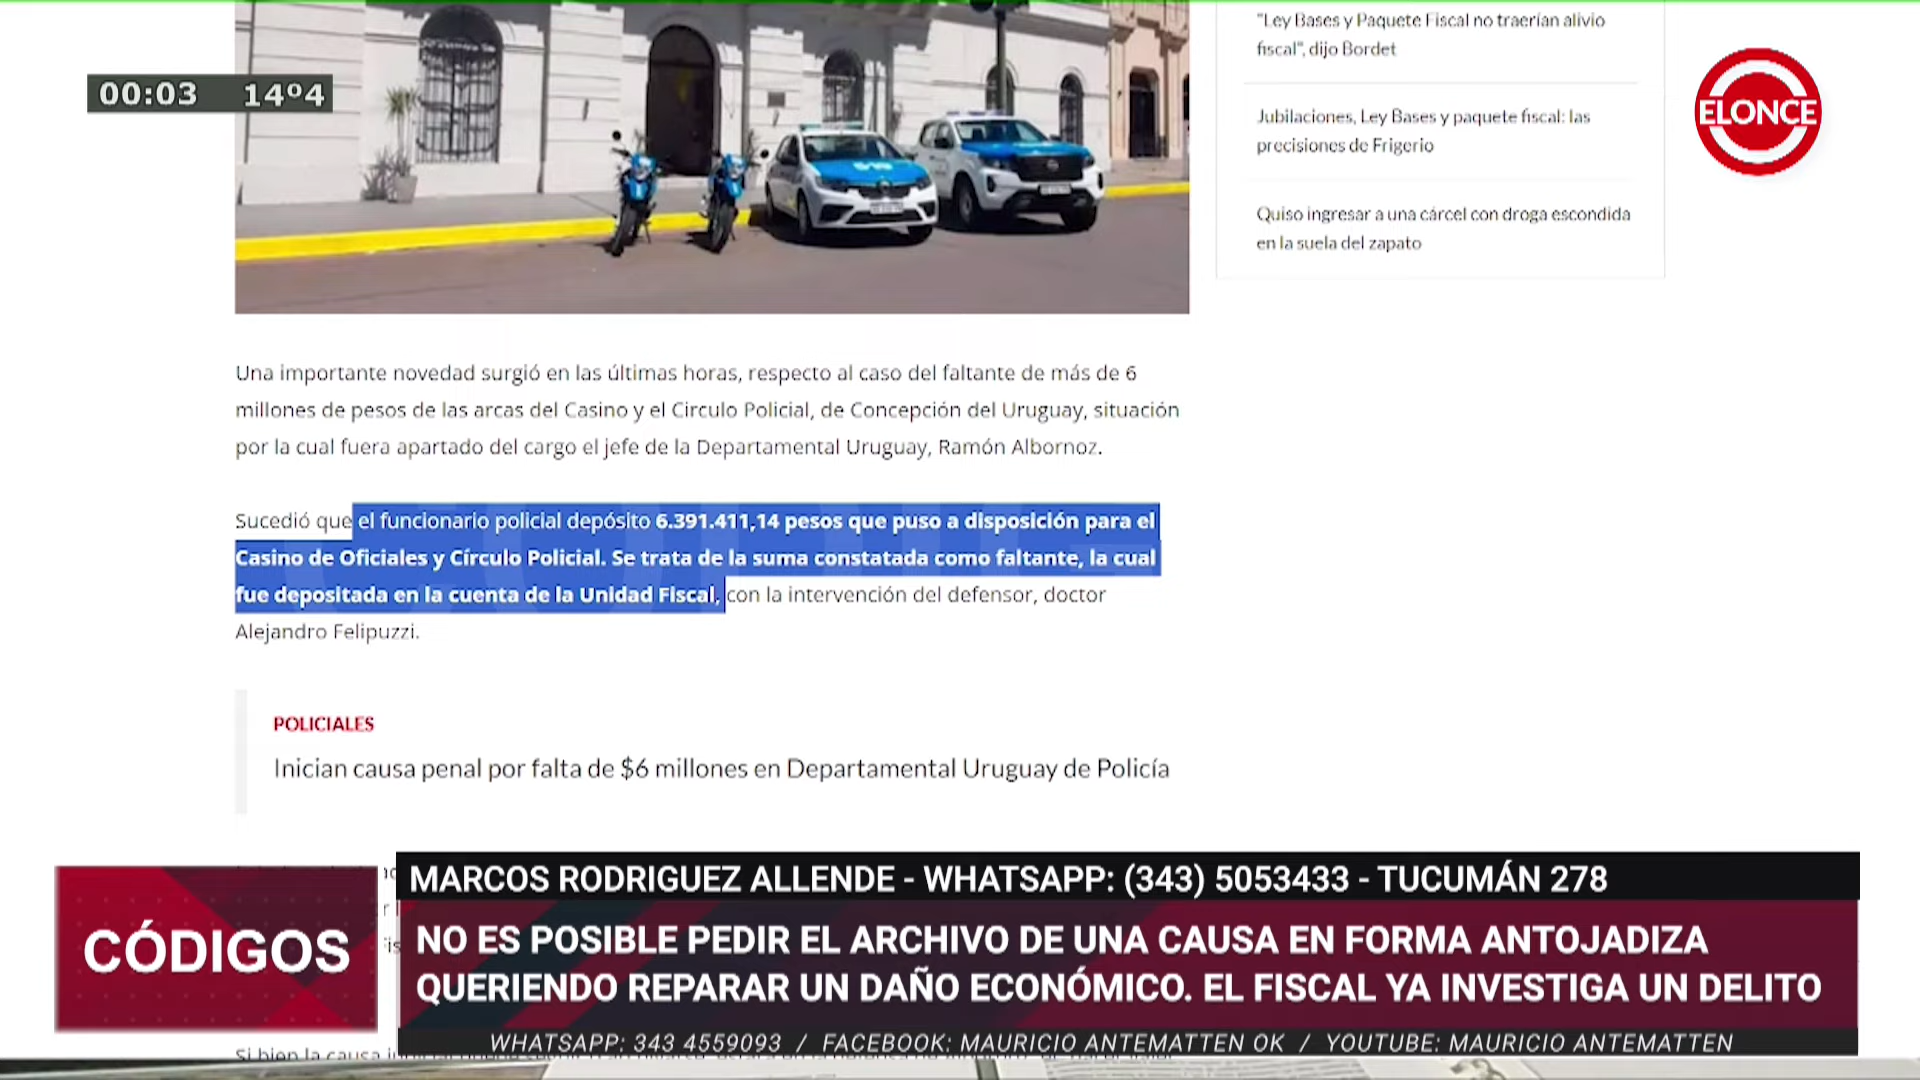 "Ley Bases y Paquete Fiscal no traerían alivio
fiscal", dijo Bordet
00:03 14º4
ELONCE
Jubilaciones, Ley Bases y paquete fiscal: las
precisiones de Frigerio
Quiso ingresar a una cárcel con droga escondida
en la suela del zapato
Una importante novedad surgió en las últimas horas, respecto al caso del faltante de más de 6
millones de pesos de las arcas del Casino y el Circulo Policial, de Concepción del Uruguay, situación
por la cual fuera apartado del cargo el jefe de la Departamental Uruguay, Ramón Albornoz.
Sucedió que el funcionario policial depósito 6.391.411,14 pesos que puso a disposición para el
Casino de Oficiales y Círculo Policial. Se trata de la suma constatada como faltante, la cual
fue depositada en la cuenta de la Unidad Fiscal, con la intervención del defensor, doctor
Alejandro Felipuzzi.
POLICIALES
Inician causa penal por falta de $6 millones en Departamental Uruguay de Policía
MARCOS RODRIGUEZ ALLENDE - WHATSAPP: (343) 5053433 - TUCUMÁN 278
CÓDIGOS
NO ES POSIBLE PEDIR EL ARCHIVO DE UNA CAUSA EN FORMA ANTOJADIZA
QUERIENDO REPARAR UN DAÑO ECONÓMICO. EL FISCAL YA INVESTIGA UN DELITO
WHATSAPP: 343 4559093 / FACEBOOK: MAURICIO ANTEMATTEN OK / YOUTUBE: MAURICIO ANTEMATTEN
Si bien la causa